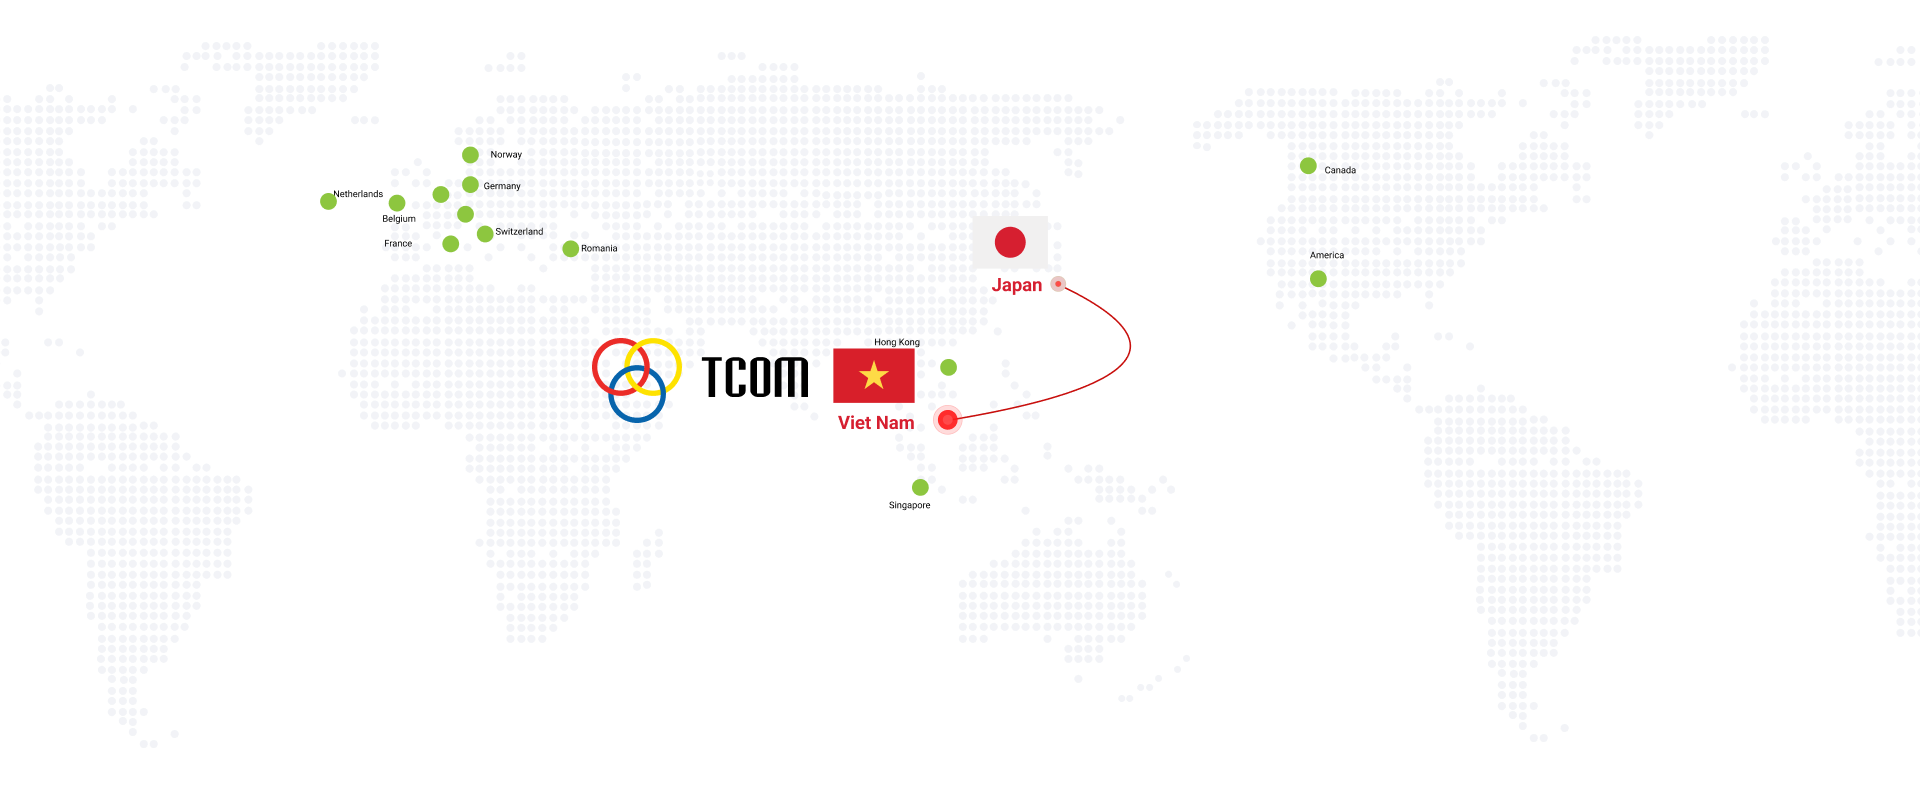 Norway
Canada
Germany
Netherlands
Belgium
Switzerland
France
Romania
America
Japan
Hong Kong
TCOM
Viet Nam
Singapore